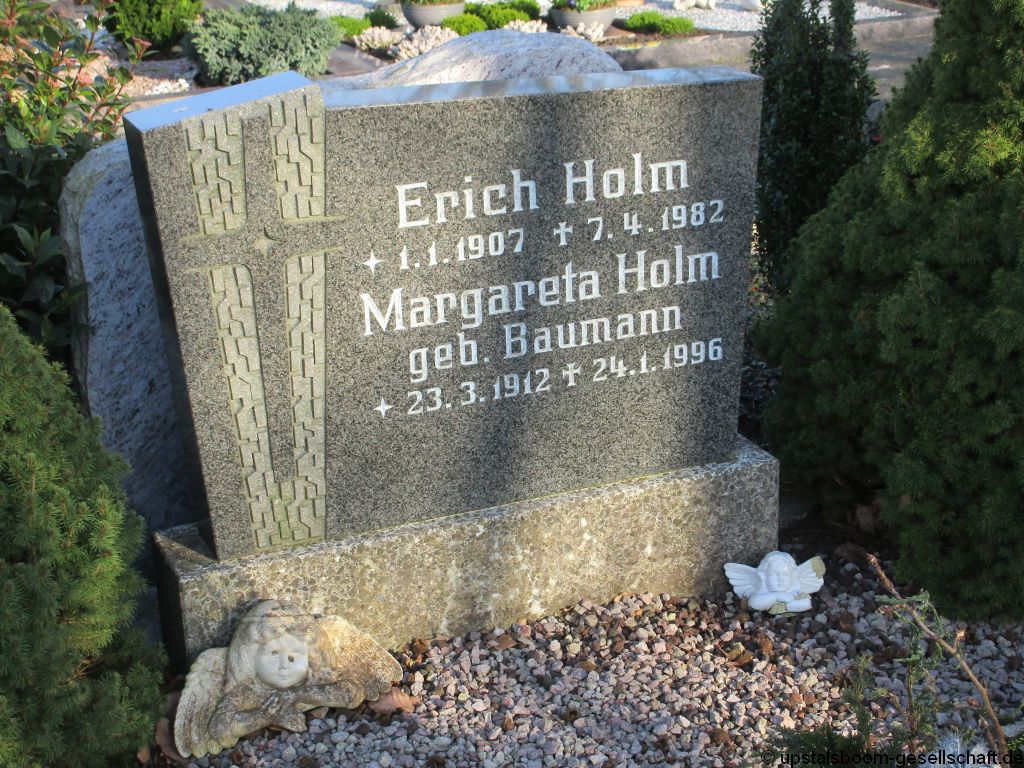 Erich Holm
✦ 1.1.1907 ✝ 7.4.1982
Margareta Holm
geb. Baumann
✦ 23.3.1912 ✝ 24.1.1996
© upstalsboom-gesellschaft.de